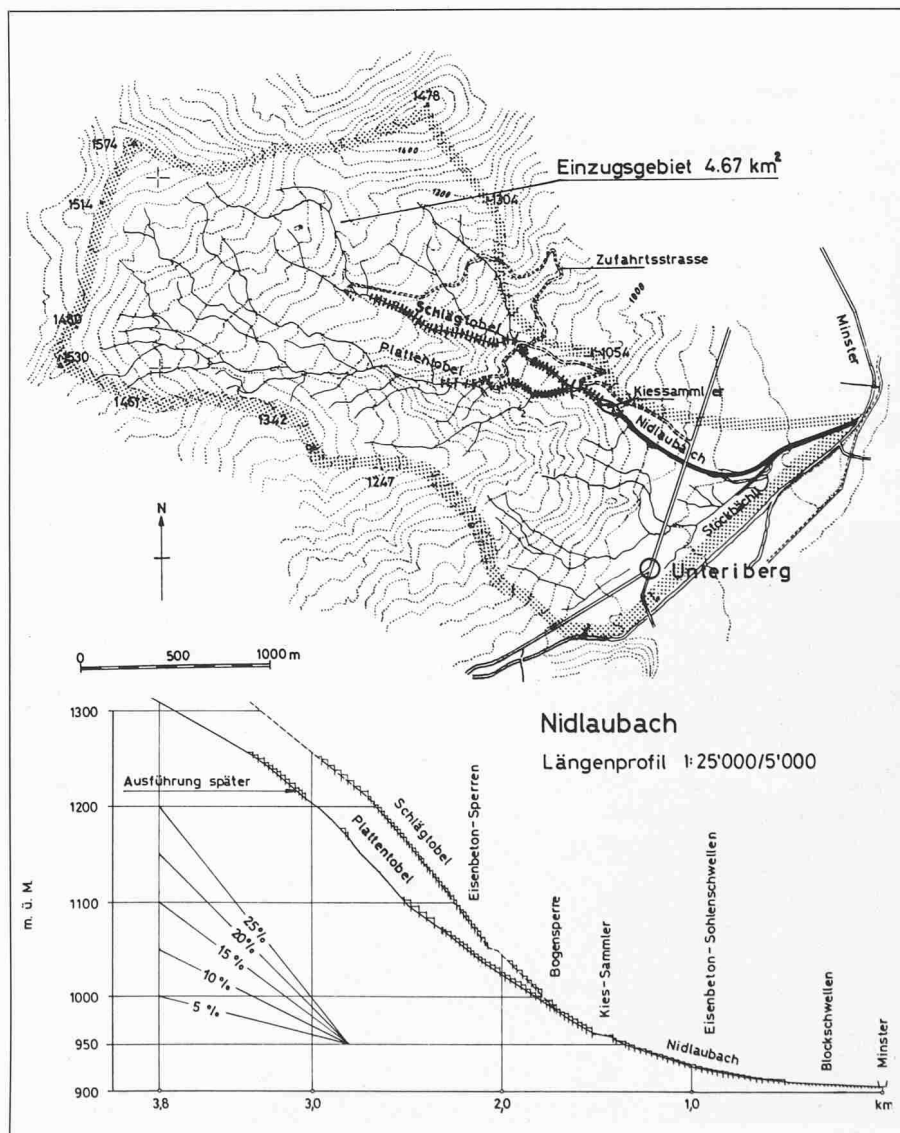 1478
1574
1400
Einzugsgebiet 4.67 km²
1300
1514
1304
Zufahrtsstrasse
1000
Schlägtobel
Minster
1480
1054
Plattentobel
1530
Kiessammler
1461
1342
Nidlaubach
1247
Stöckbächli
N
Unteriberg
0 500 1000 m
Nidlaubach
Längenprofil 1:25'000/5'000
1300
Ausführung später
1200
Schlägtobel
Plattentobel
Eisenbeton-Sperren
m. ü. M.
1100
25%
20%
15%
10%
5%
Bogensperre
Kies-Sammler
Eisenbeton-Sohlenschwellen
1000
950
Nidlaubach
Blockschwellen
Minster
900
3,8 3,0 2,0 1,0 km